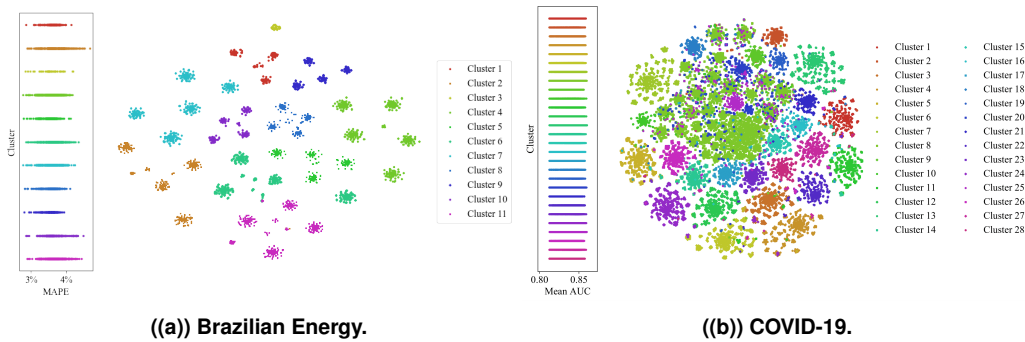 Cluster
3%
4%
MAPE
Cluster 1
Cluster 2
Cluster 3
Cluster 4
Cluster 5
Cluster 6
Cluster 7
Cluster 8
Cluster 9
Cluster 10
Cluster 11
((a)) Brazilian Energy.
Cluster
0.80
0.85
Mean AUC
Cluster 1
Cluster 2
Cluster 3
Cluster 4
Cluster 5
Cluster 6
Cluster 7
Cluster 8
Cluster 9
Cluster 10
Cluster 11
Cluster 12
Cluster 13
Cluster 14
Cluster 15
Cluster 16
Cluster 17
Cluster 18
Cluster 19
Cluster 20
Cluster 21
Cluster 22
Cluster 23
Cluster 24
Cluster 25
Cluster 26
Cluster 27
Cluster 28
((b)) COVID-19.